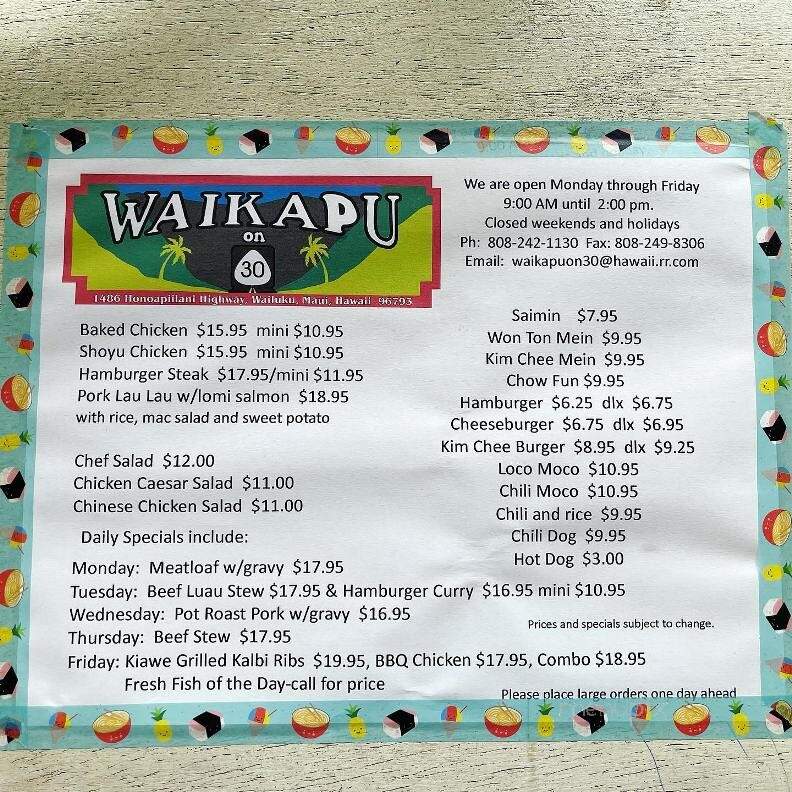 WAIKAPU
on
30
1486 Honoapiilani Highway, Wailuku, Maui, Hawaii 96793
We are open Monday through Friday
9:00 AM until 2:00 pm.
Closed weekends and holidays
Ph: 808-242-1130 Fax: 808-249-8306
Email: waikapuon30@hawaii.rr.com
Baked Chicken $15.95 mini $10.95
Shoyu Chicken $15.95 mini $10.95
Hamburger Steak $17.95/mini $11.95
Pork Lau Lau w/lomi salmon $18.95
with rice, mac salad and sweet potato
Chef Salad $12.00
Chicken Caesar Salad $11.00
Chinese Chicken Salad $11.00
Saimin $7.95
Won Ton Mein $9.95
Kim Chee Mein $9.95
Chow Fun $9.95
Hamburger $6.25 dlx $6.75
Cheeseburger $6.75 dlx $6.95
Kim Chee Burger $8.95 dlx $9.25
Loco Moco $10.95
Chili Moco $10.95
Chili and rice $9.95
Chili Dog $9.95
Hot Dog $3.00
Daily Specials include:
Monday: Meatloaf w/gravy $17.95
Tuesday: Beef Luau Stew $17.95 & Hamburger Curry $16.95 mini $10.95
Wednesday: Pot Roast Pork w/gravy $16.95
Thursday: Beef Stew $17.95
Friday: Kiawe Grilled Kalbi Ribs $19.95, BBQ Chicken $17.95, Combo $18.95
Fresh Fish of the Day-call for price
Prices and specials subject to change.
Please place large orders one day ahead